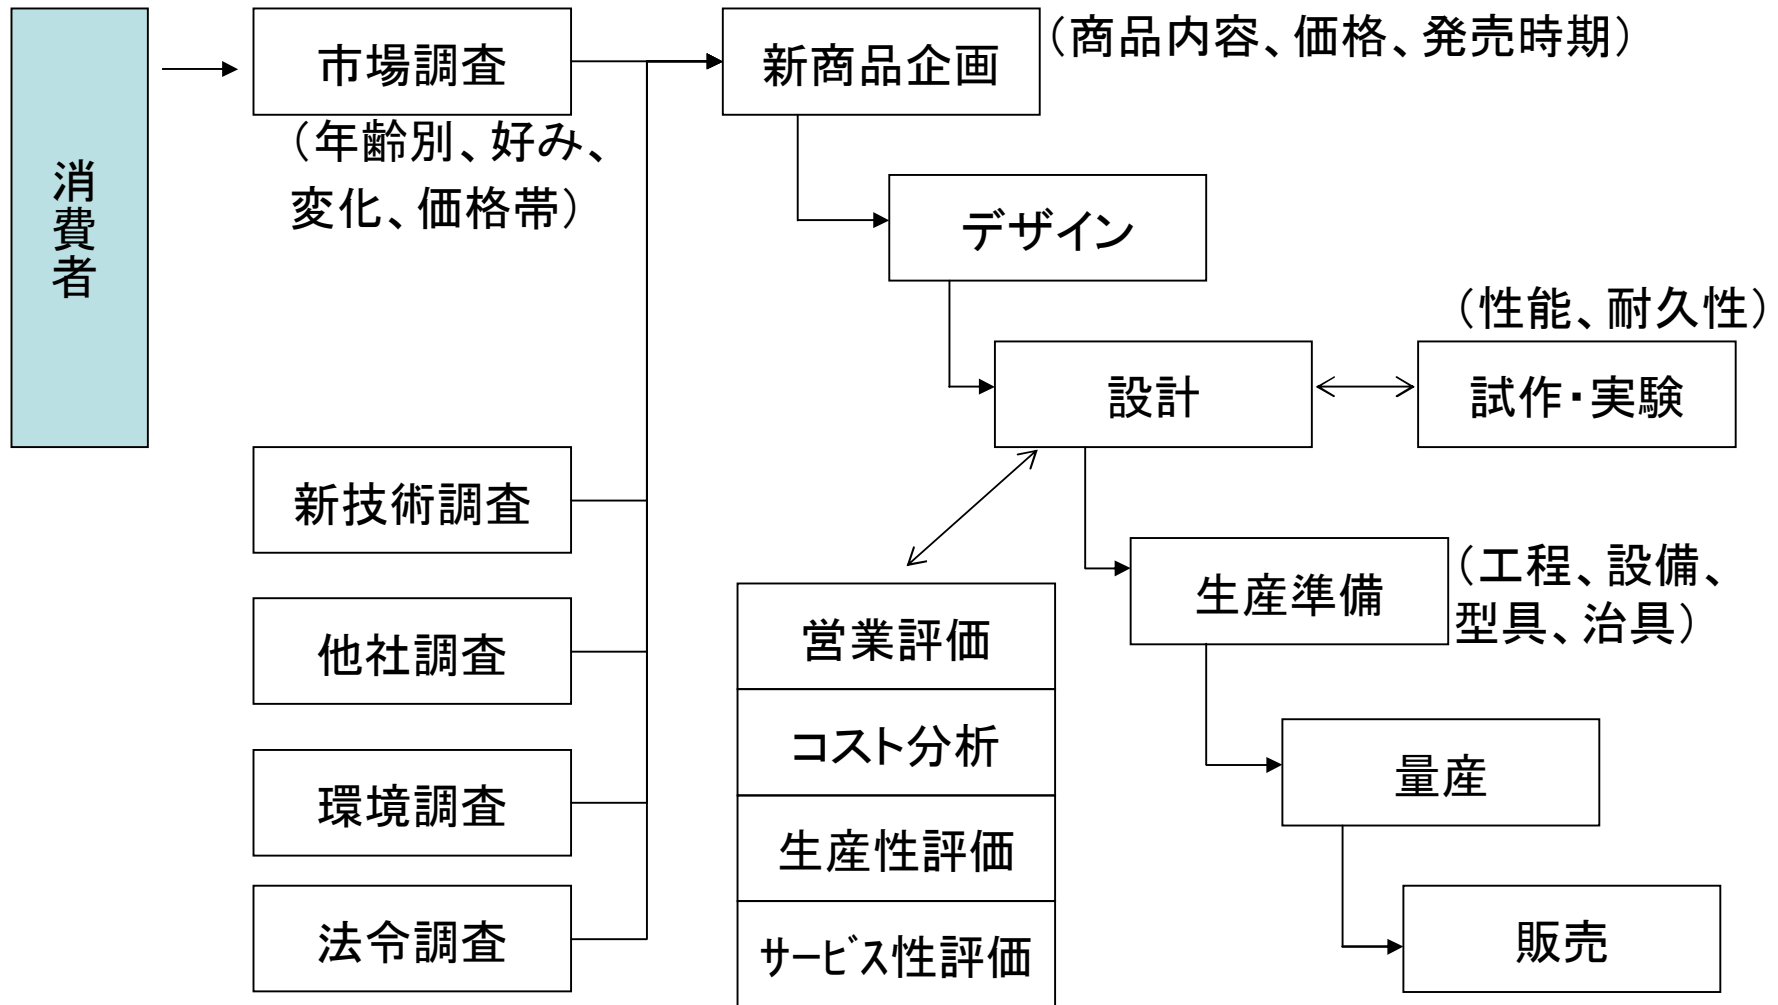 消費者
市場調査
（年齢別、好み、
変化、価格帯）
新商品企画
（商品内容、価格、発売時期）
デザイン
設計
（性能、耐久性）
試作・実験
新技術調査
他社調査
環境調査
法令調査
営業評価
コスト分析
生産性評価
サービス性評価
生産準備
（工程、設備、
型具、治具）
量産
販売